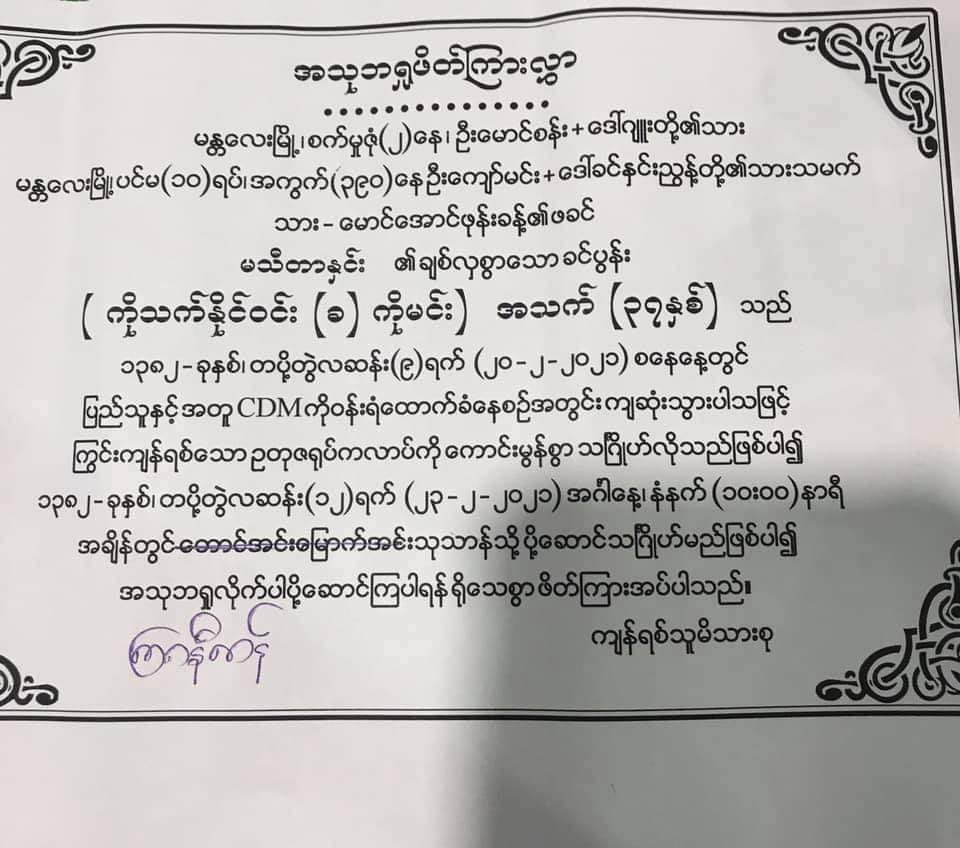 အသုဘရှုဖိတ်ကြားလွှာ
မန္တလေးမြို့၊ စက်မှုဇုံ(၂)နေ၊ ဦးမောင်စန်း + ဒေါ်ဂျူးတို့၏သား
မန္တလေးမြို့၊ ပင်မ(၁၀)ရပ်၊ အကွက်(၃၉၀)နေ ဦးကျော်မင်း + ဒေါ်ခင်နှင်းညွန့်တို့၏သားသမက်
သား – မောင်အောင်ဖုန်းခန့်၏ဖခင်
မသီတာနှင်း ၏ချစ်လှစွာသောခင်ပွန်း
( ကိုသက်နိုင်ဝင်း (ခ) ကိုမင်း) အသက် (၃၇နှစ်) သည်
၁၃၈၂-ခုနှစ်၊ တပို့တွဲလဆန်း(၉)ရက် (၂၀-၂-၂၀၂၁) စနေနေ့တွင်
ပြည်သူနှင့်အတူ CDM ကိုဝန်းရံထောက်ခံနေစဉ်အတွင်းကျဆုံးသွားပါသဖြင့်
ကြွင်းကျန်ရစ်သော ဥတုဇရုပ်ကလာပ်ကို ကောင်းမွန်စွာ သင်္ဂြိုဟ်လိုသည်ဖြစ်ပါ၍
၁၃၈၂-ခုနှစ်၊ တပို့တွဲလဆန်း(၁၂)ရက် (၂၃-၂-၂၀၂၁) အင်္ဂါနေ့၊ နံနက် (၁၀း၀၀) နာရီ
အချိန်တွင် တောင်အင်းမြောက်အင်းသုသာန်သို့ ပို့ဆောင်သင်္ဂြိုဟ်မည်ဖြစ်ပါ၍
အသုဘရှုလိုက်ပါပို့ဆောင်ကြပါရန် ရိုသေစွာဖိတ်ကြားအပ်ပါသည်။
ကျန်ရစ်သူမိသားစု